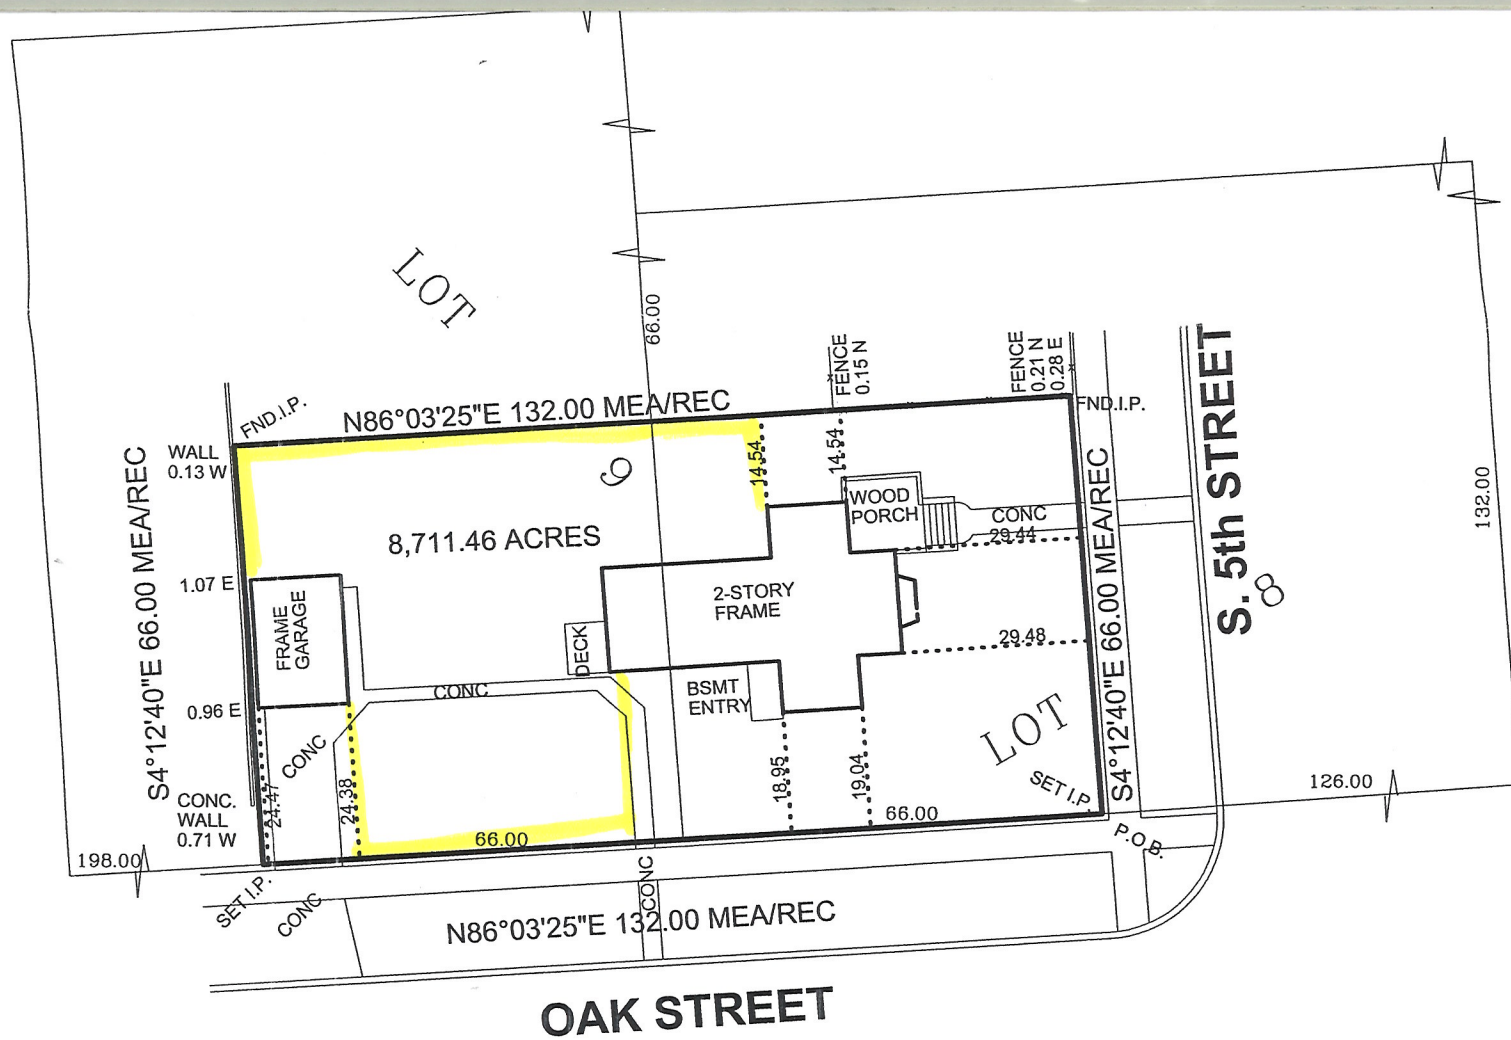 LOT
66.00
FENCE
0.15 N
FENCE
0.21 N
0.28 E
FND.I.P.
N86°03'25"E 132.00 MEA/REC
FND.I.P.
WALL
0.13 W
S4°12'40"E 66.00 MEA/REC
9
14.54
14.54
WOOD
PORCH
CONC
29.44
8,711.46 ACRES
S4°12'40"E 66.00 MEA/REC
S. 5th STREET
8
132.00
1.07 E
FRAME
GARAGE
2-STORY
FRAME
DECK
29.48
CONC
BSMT
ENTRY
0.96 E
CONC
LOT
CONC.
WALL
0.71 W
24.47
24.38
18.95
19.04
SET I.P.
66.00
66.00
126.00
198.00
P.O.B.
SET I.P.
CONC
CONC
N86°03'25"E 132.00 MEA/REC
OAK STREET